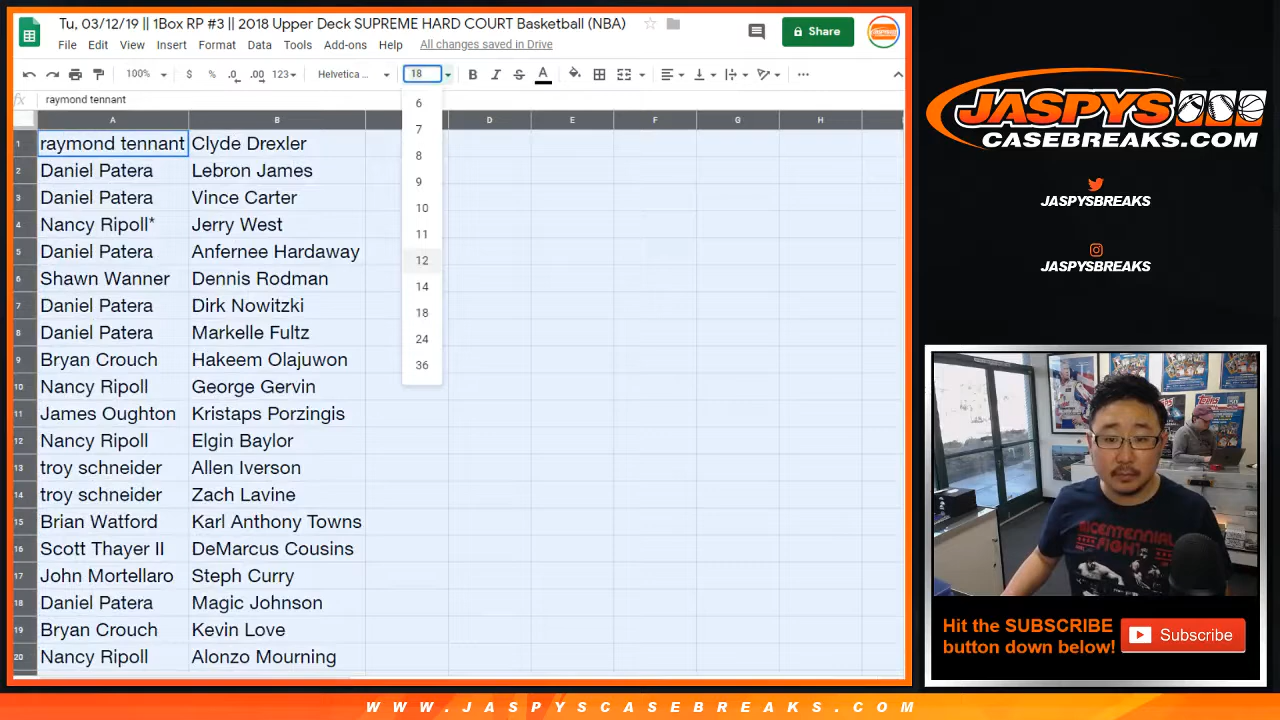 Tu, 03/12/19 || 1Box RP #3 || 2018 Upper Deck SUPREME HARD COURT Basketball (NBA)
File Edit View Insert Format Data Tools Add-ons Help All changes saved in Drive
Share
100% $ % .0 .00 123 Helvetica ... 18 B I S A
fx raymond tennant
A B D E F G H
1 raymond tennant Clyde Drexler
2 Daniel Patera Lebron James
3 Daniel Patera Vince Carter
4 Nancy Ripoll* Jerry West
5 Daniel Patera Anfernee Hardaway
6 Shawn Wanner Dennis Rodman
7 Daniel Patera Dirk Nowitzki
8 Daniel Patera Markelle Fultz
9 Bryan Crouch Hakeem Olajuwon
10 Nancy Ripoll George Gervin
11 James Oughton Kristaps Porzingis
12 Nancy Ripoll Elgin Baylor
13 troy schneider Allen Iverson
14 troy schneider Zach Lavine
15 Brian Watford Karl Anthony Towns
16 Scott Thayer II DeMarcus Cousins
17 John Mortellaro Steph Curry
18 Daniel Patera Magic Johnson
19 Bryan Crouch Kevin Love
20 Nancy Ripoll Alonzo Mourning
6
7
8
9
10
11
12
14
18
24
36
JASPYS
CASEBREAKS.COM
JASPYSBREAKS
JASPYSBREAKS
BICENTENNIAL
FIGHT
Hit the SUBSCRIBE
button down below!
Subscribe
WWW.JASPYSCASEBREAKS.COM